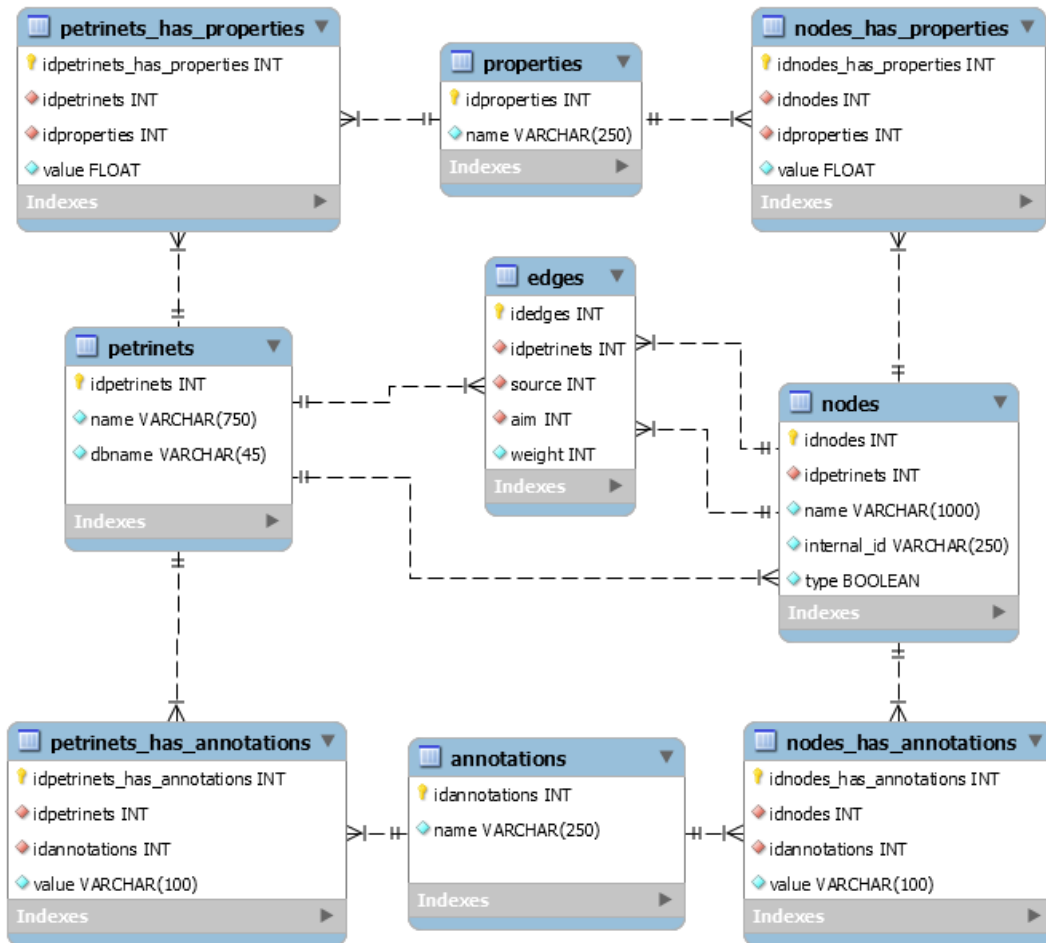 petrinets_has_properties
idpetrinets_has_properties INT
idpetrinets INT
idproperties INT
value FLOAT
Indexes
properties
idproperties INT
name VARCHAR(250)
Indexes
nodes_has_properties
idnodes_has_properties INT
idnodes INT
idproperties INT
value FLOAT
Indexes
petrinets
idpetrinets INT
name VARCHAR(750)
dbname VARCHAR(45)
Indexes
edges
idedges INT
idpetrinets INT
source INT
aim INT
weight INT
Indexes
nodes
idnodes INT
idpetrinets INT
name VARCHAR(1000)
internal_id VARCHAR(250)
type BOOLEAN
Indexes
petrinets_has_annotations
idpetrinets_has_annotations INT
idpetrinets INT
idannotations INT
value VARCHAR(100)
Indexes
annotations
idannotations INT
name VARCHAR(250)
Indexes
nodes_has_annotations
idnodes_has_annotations INT
idnodes INT
idannotations INT
value VARCHAR(100)
Indexes